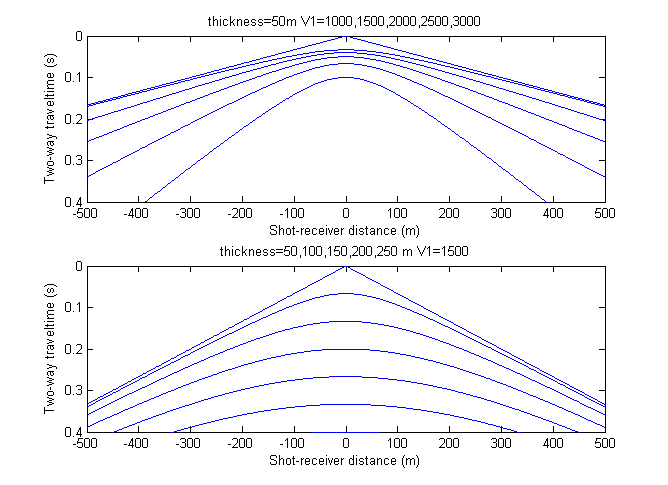 thickness=50m V1=1000,1500,2000,2500,3000
Two-way traveltime (s)
0
0.1
0.2
0.3
0.4
-500 -400 -300 -200 -100 0 100 200 300 400 500
Shot-receiver distance (m)
thickness=50,100,150,200,250 m V1=1500
Two-way traveltime (s)
0
0.1
0.2
0.3
0.4
-500 -400 -300 -200 -100 0 100 200 300 400 500
Shot-receiver distance (m)